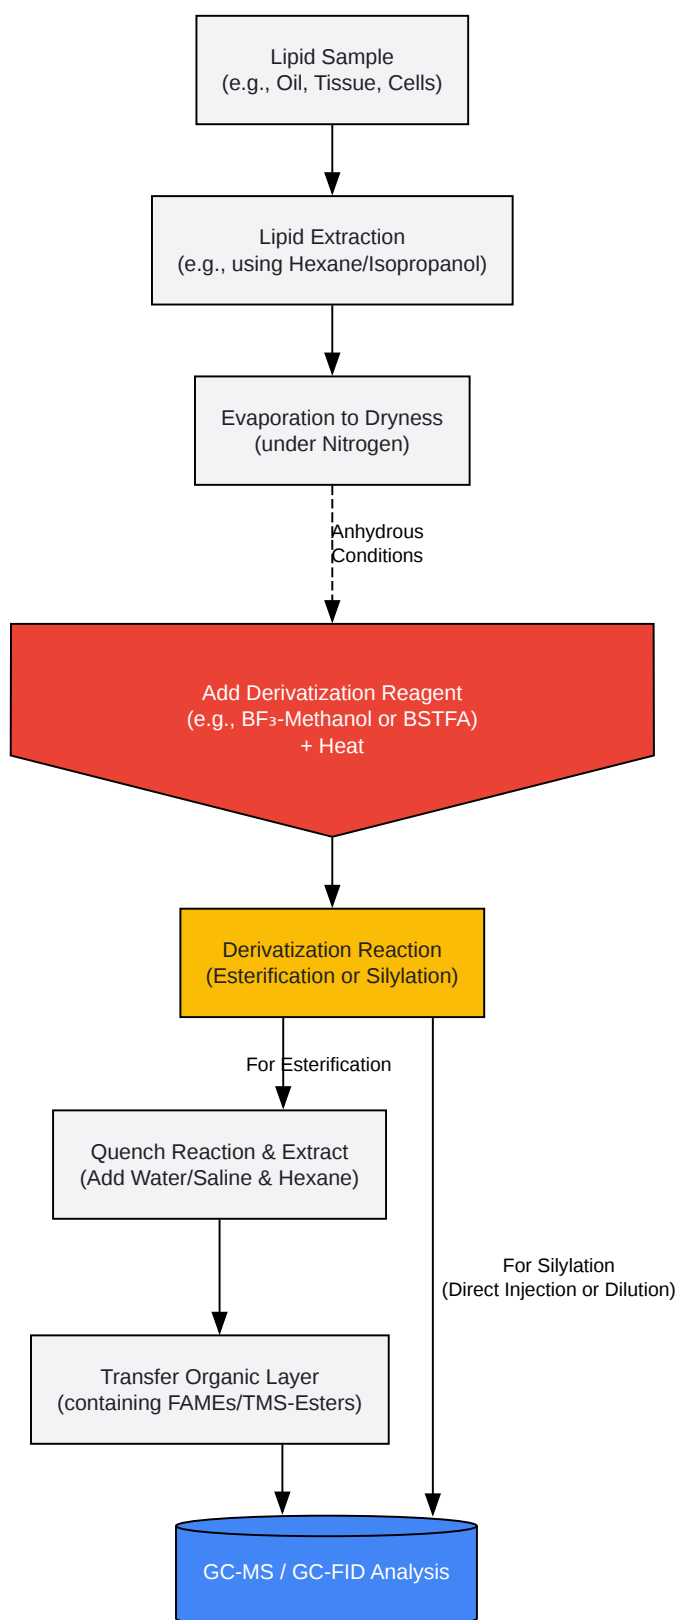 Lipid Sample
(e.g., Oil, Tissue, Cells)
Lipid Extraction
(e.g., using Hexane/Isopropanol)
Evaporation to Dryness
(under Nitrogen)
Anhydrous
Conditions
Add Derivatization Reagent
(e.g., BF₃-Methanol or BSTFA)
+ Heat
Derivatization Reaction
(Esterification or Silylation)
For Esterification
Quench Reaction & Extract
(Add Water/Saline & Hexane)
For Silylation
(Direct Injection or Dilution)
Transfer Organic Layer
(containing FAMEs/TMS-Esters)
GC-MS / GC-FID Analysis